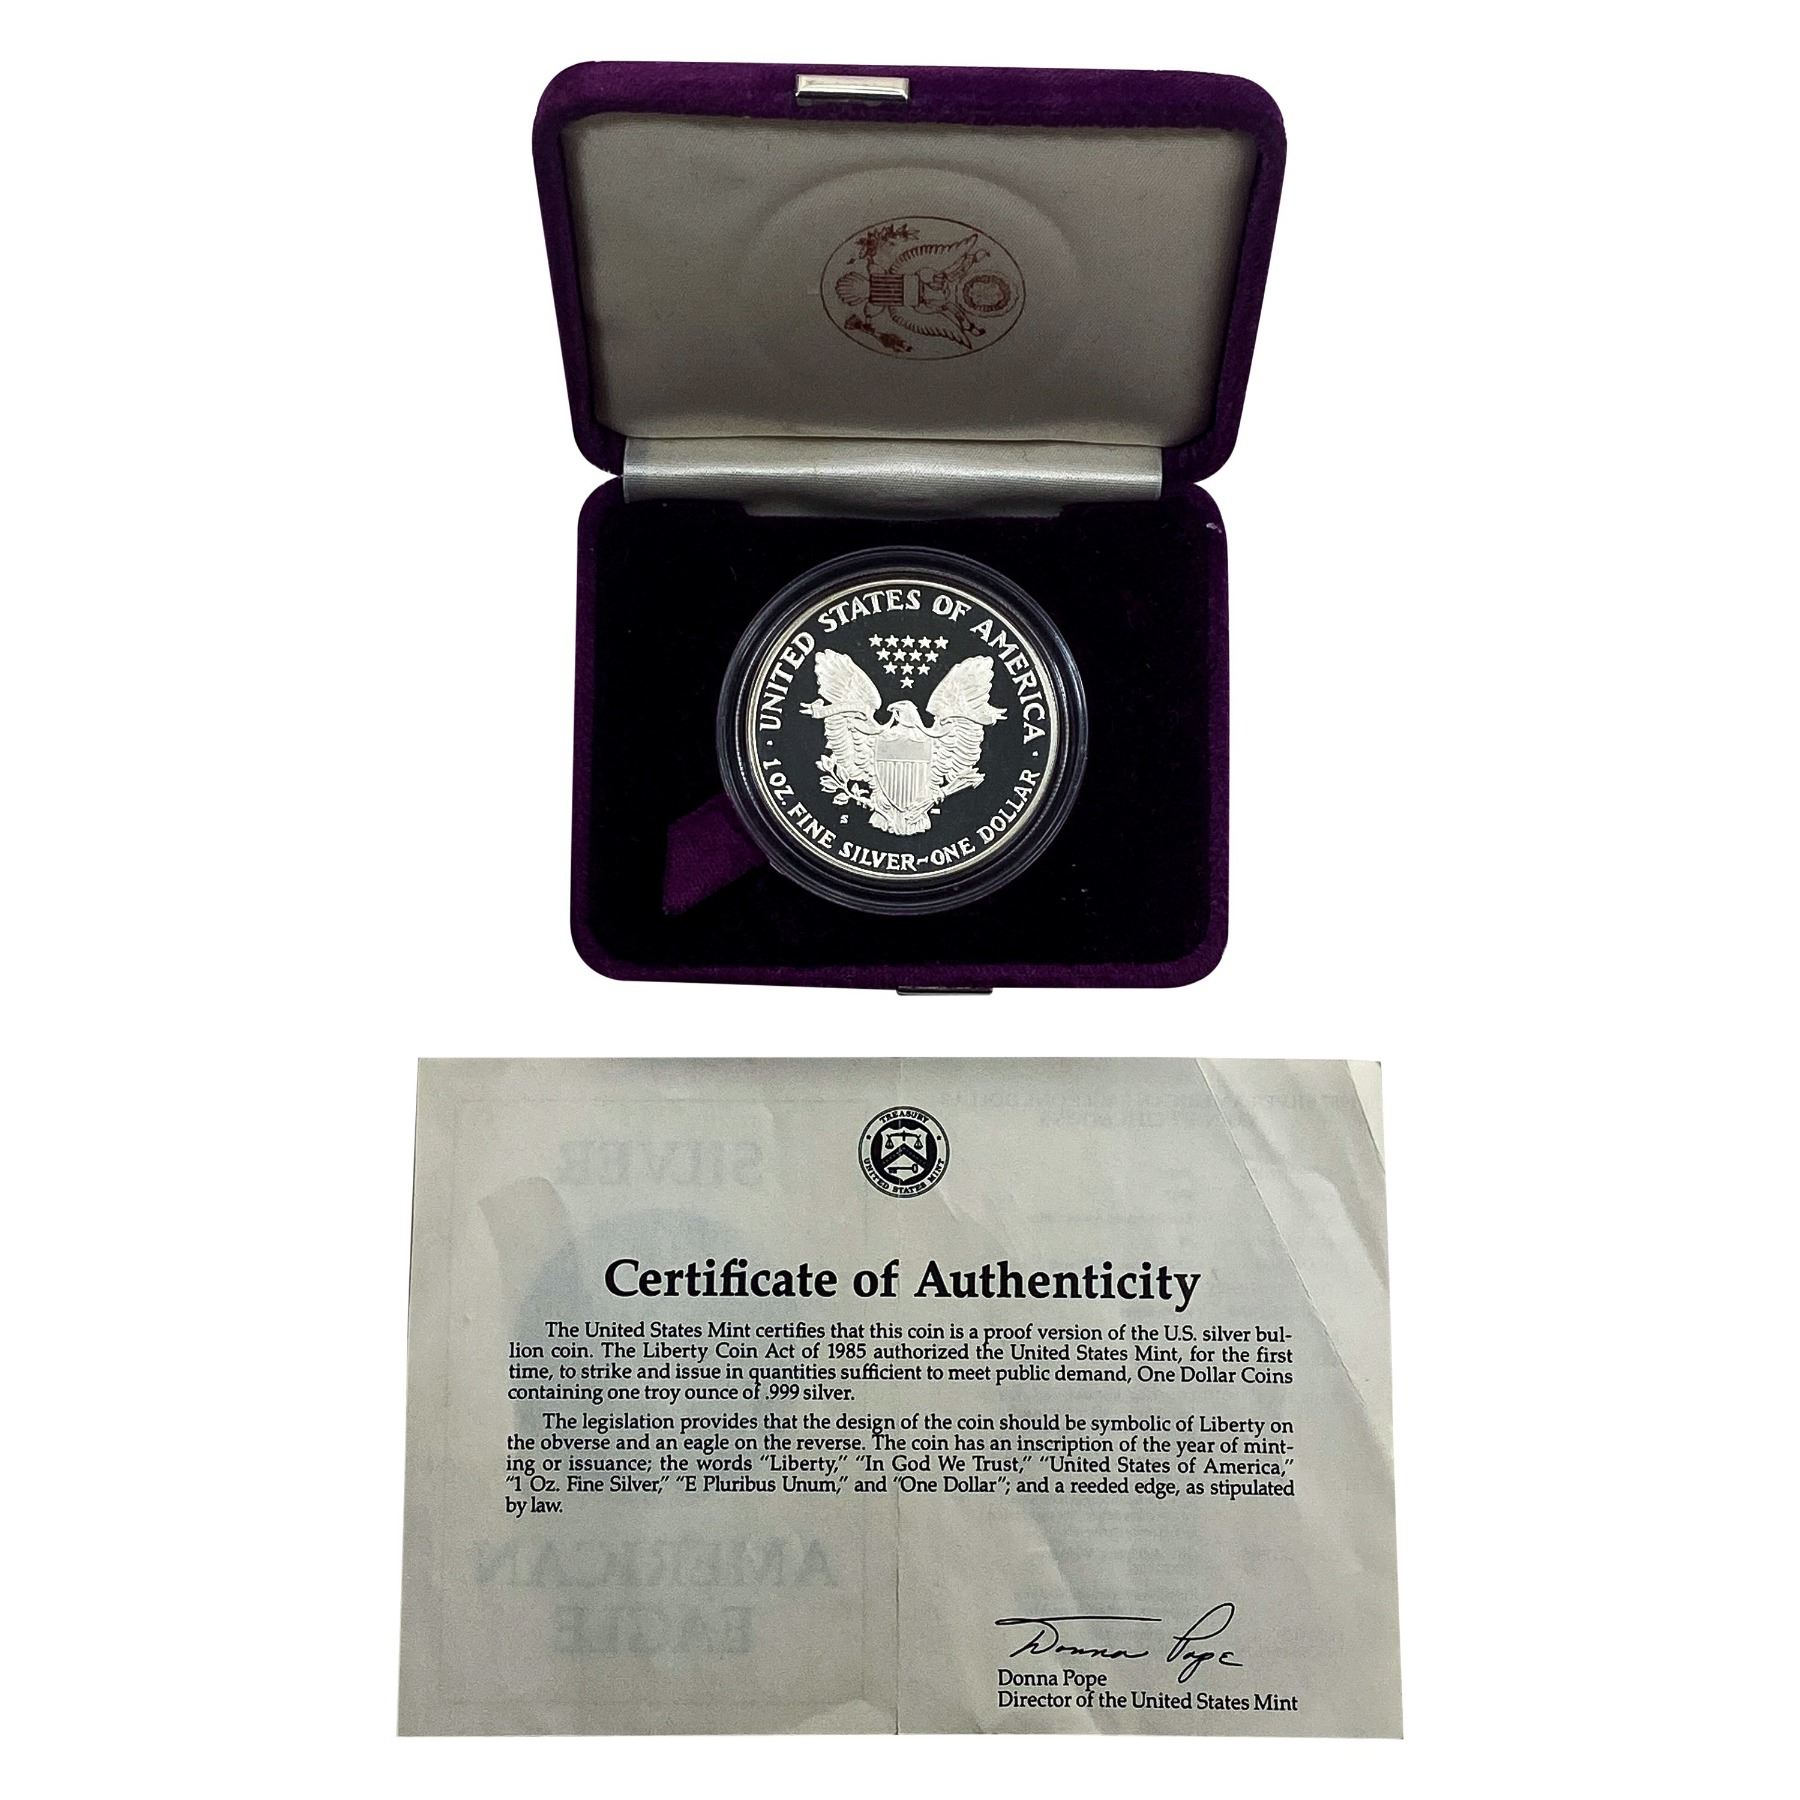 UNITED STATES OF AMERICA
S
1 OZ. FINE SILVER~ONE DOLLAR
TREASURY
UNITED STATES MINT
Certificate of Authenticity
The United States Mint certifies that this coin is a proof version of the U.S. silver bul-
lion coin. The Liberty Coin Act of 1985 authorized the United States Mint, for the first
time, to strike and issue in quantities sufficient to meet public demand, One Dollar Coins
containing one troy ounce of .999 silver.
The legislation provides that the design of the coin should be symbolic of Liberty on
the obverse and an eagle on the reverse. The coin has an inscription of the year of mint-
ing or issuance; the words “Liberty,” “In God We Trust,” “United States of America,”
“1 Oz. Fine Silver,” “E Pluribus Unum,” and “One Dollar”; and a reeded edge, as stipulated
by law.
Donna Pope
Donna Pope
Director of the United States Mint
SILVER
AMERICAN
EAGLE